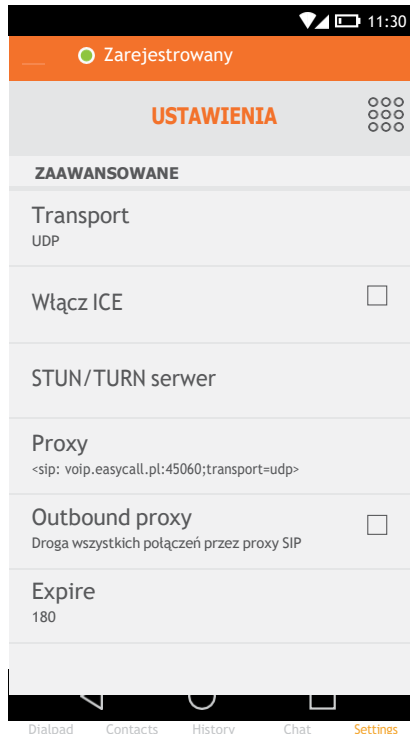 11:30
Zarejestrowany
USTAWIENIA
ZAAWANSOWANE
Transport
UDP
Włącz ICE
STUN/TURN serwer
Proxy
<sip: voip.easycall.pl:45060;transport=udp>
Outbound proxy
Droga wszystkich połączeń przez proxy SIP
Expire
180
Dialpad Contacts History Chat Settings